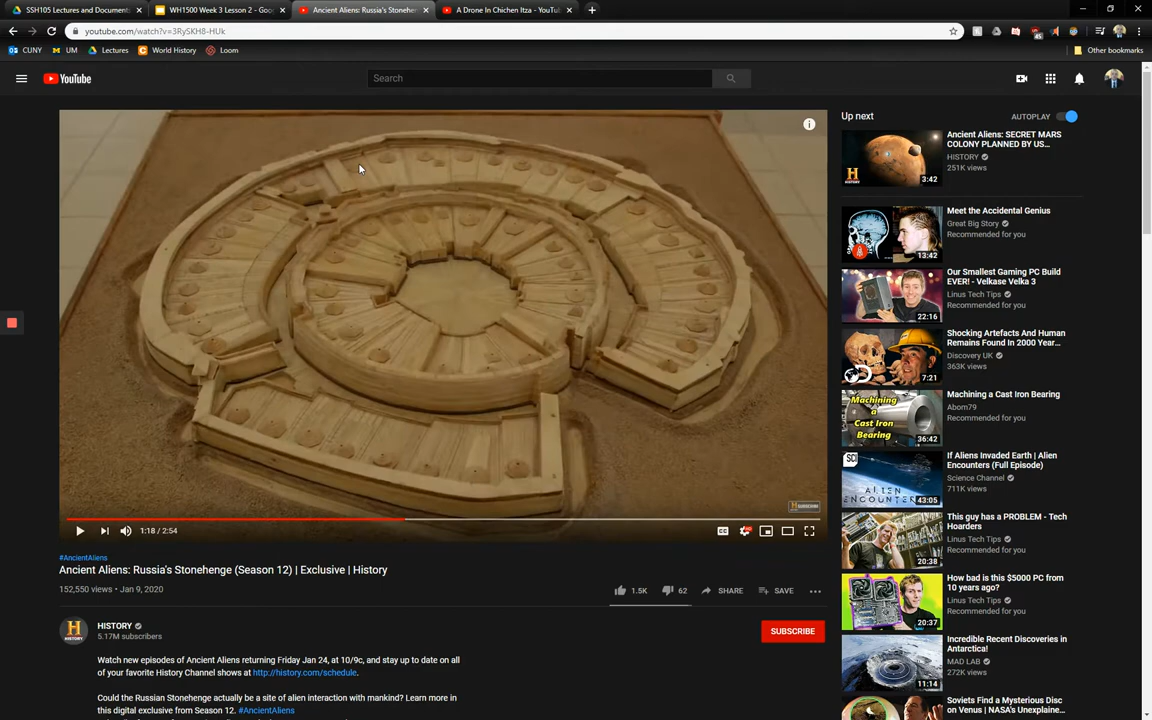 SSH105 Lectures and Document
WH1500 Week 3 Lesson 2 - Goo
Ancient Aliens: Russia's Stonehen
A Drone In Chichen Itza - YouTu
youtube.com/watch?v=3RySKH8-HUk
45
CUNY
UM
Lectures
World History
Loom
Other bookmarks
YouTube
Search
Up next
AUTOPLAY
Ancient Aliens: SECRET MARS
COLONY PLANNED BY US...
HISTORY
251K views
3:42
Meet the Accidental Genius
Great Big Story
Recommended for you
13:42
Our Smallest Gaming PC Build
EVER! - Velkase Velka 3
Linus Tech Tips
Recommended for you
22:16
Shocking Artefacts And Human
Remains Found In 2000 Year...
Discovery UK
363K views
7:21
Machining a Cast Iron Bearing
Abom79
Recommended for you
Machining
a
Cast Iron
Bearing
36:42
If Aliens Invaded Earth | Alien
Encounters (Full Episode)
Science Channel
711K views
ALIEN
ENCOUNTERS
43:05
This guy has a PROBLEM - Tech
Hoarders
Linus Tech Tips
Recommended for you
20:38
How bad is this $5000 PC from
10 years ago?
Linus Tech Tips
Recommended for you
20:37
Incredible Recent Discoveries in
Antarctica!
MAD LAB
272K views
11:14
Soviets Find a Mysterious Disc
on Venus | NASA's Unexplaine...
1:18 / 2:54
#AncientAliens
Ancient Aliens: Russia's Stonehenge (Season 12) | Exclusive | History
152,550 views • Jan 9, 2020
1.5K
62
SHARE
SAVE
HISTORY
5.17M subscribers
SUBSCRIBE
Watch new episodes of Ancient Aliens returning Friday Jan 24, at 10/9c, and stay up to date on all
of your favorite History Channel shows at http://history.com/schedule.
Could the Russian Stonehenge actually be a site of alien interaction with mankind? Learn more in
this digital exclusive from Season 12. #AncientAliens